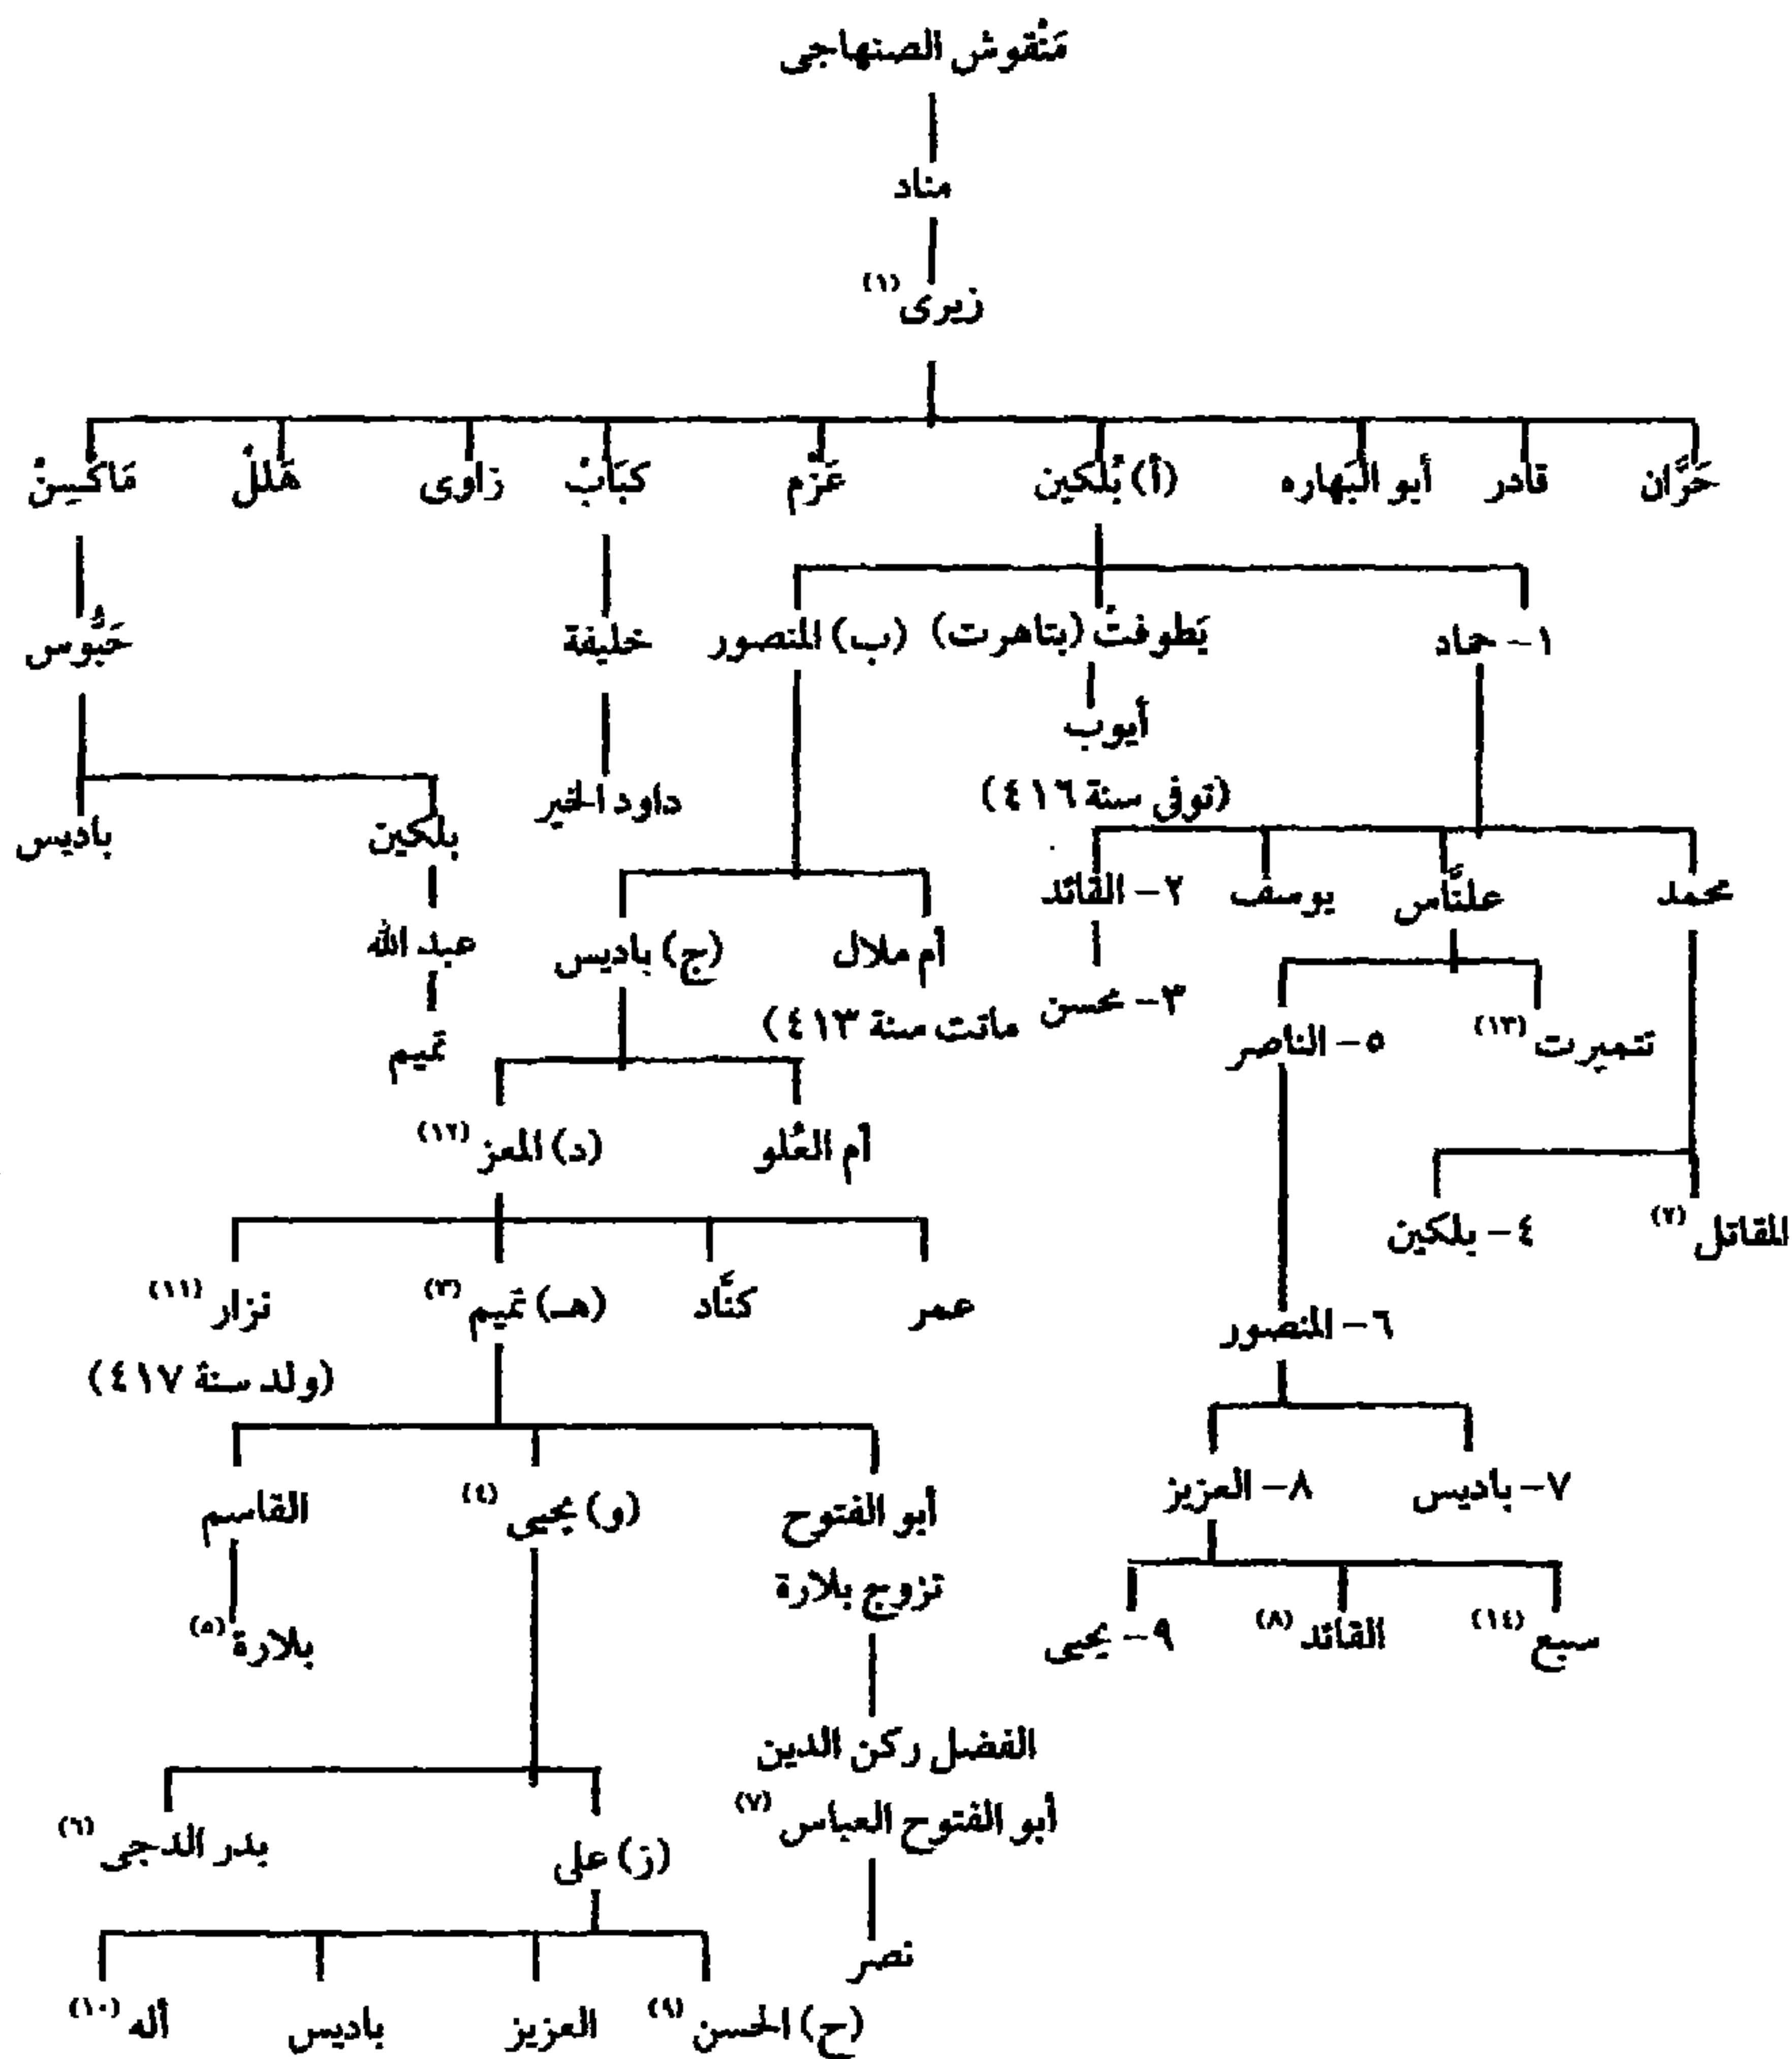 مَنْقوش الصنهاجى
مناد
زيرى (١)
حَرَّان قادر أبو البَهاره (أ) بُلكين عَزْم كبَابْ زاوى هَللْ مَاكْسِنْ
١- حماد يَطوفتْ (بتاهرت) (ب) المنصور خليفة حَبُّوس
أيوب
(توفى سنة ٤١٦) داود الخير بلكين باديس
محمد علنَّاس يوسف ٢- القائد
أم ملال (ج) باديس عبد الله
٣- محسن ماتت سنة ٤١٣)
تتميرت (١٣) ٥- الناصر تميم
أم العُلو (د) المعز (١٢)
المقاتل (٢) ٤- بلكين
عمر كنَّاد (هـ) تميم (٣) نزار (١١)
٦- المنصور
(ولد سنة ٤١٧)
٧- باديس ٨- العزيز أبو الفتوح (و) يحيى (٤) القاسم
تزوج بلارة
سبع (١٤) القائد (٨) ٩- يحيى بلارة (٥)
الفضل ركن الدين
أبو الفتوح العباس (٧)
(ز) على بدر الدجى (٦)
نصر
(ح) الحسن (٩) العزيز باديس أله (١٠)